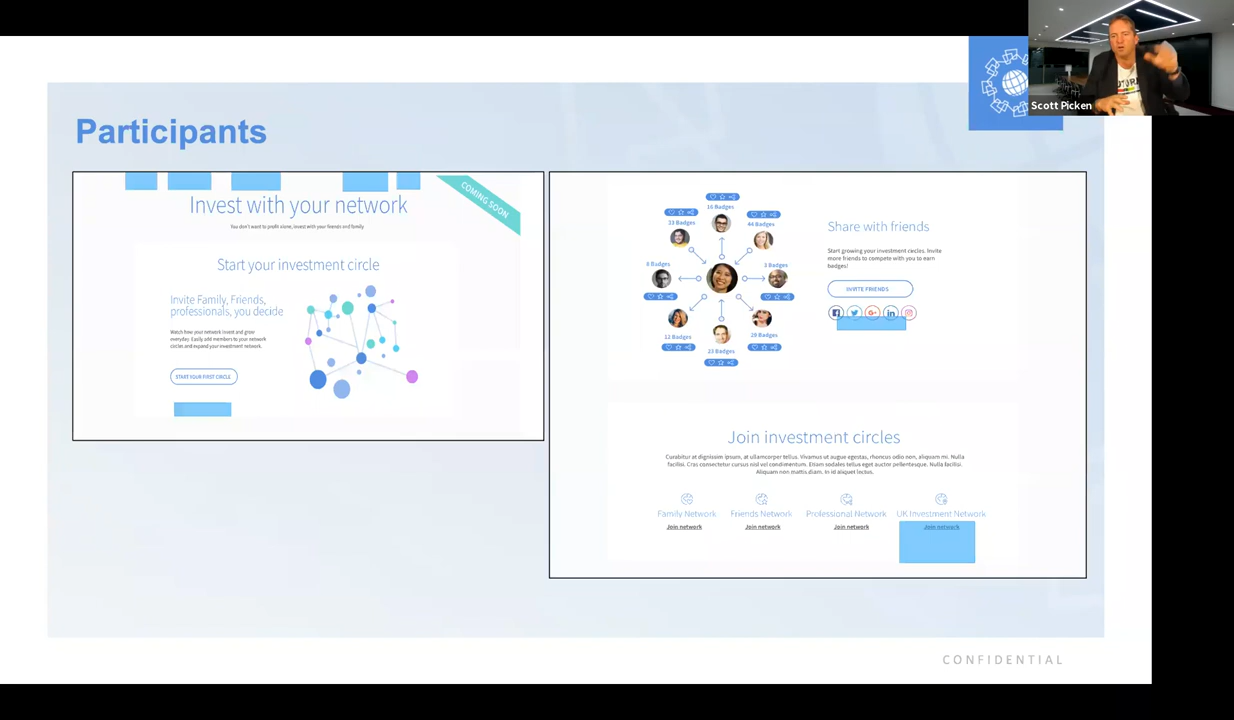 Scott Picken
Participants
COMING SOON
Invest with your network
You don't want to profit alone, invest with your friends and family
Start your investment circle
Invite Family, Friends,
professionals, you decide
Watch how your network invest and grow
everyday. Easily add members to your network
circles and expand your investment network.
START YOUR FIRST CIRCLE
16 Badges
33 Badges
44 Badges
8 Badges
3 Badges
12 Badges
28 Badges
23 Badges
Share with friends
Start growing your investment circles. Invite
more friends to compete with you to earn
badges!
INVITE FRIENDS
Join investment circles
Curabitur at dignissim ipsum, at ullamcorper tellus. Vivamus ut augue egestas, rhoncus odio non, aliquam mi. Nulla
facilisi. Cras consectetur cursus nisl vel condimentum. Etiam sodales tellus eget auctor pellentesque. Nulla facilisi.
Aliquam non mattis diam. In id aliquet lectus.
Family Network
Friends Network
Professional Network
UK Investment Network
Join network
Join network
Join network
Join network
CONFIDENTIAL